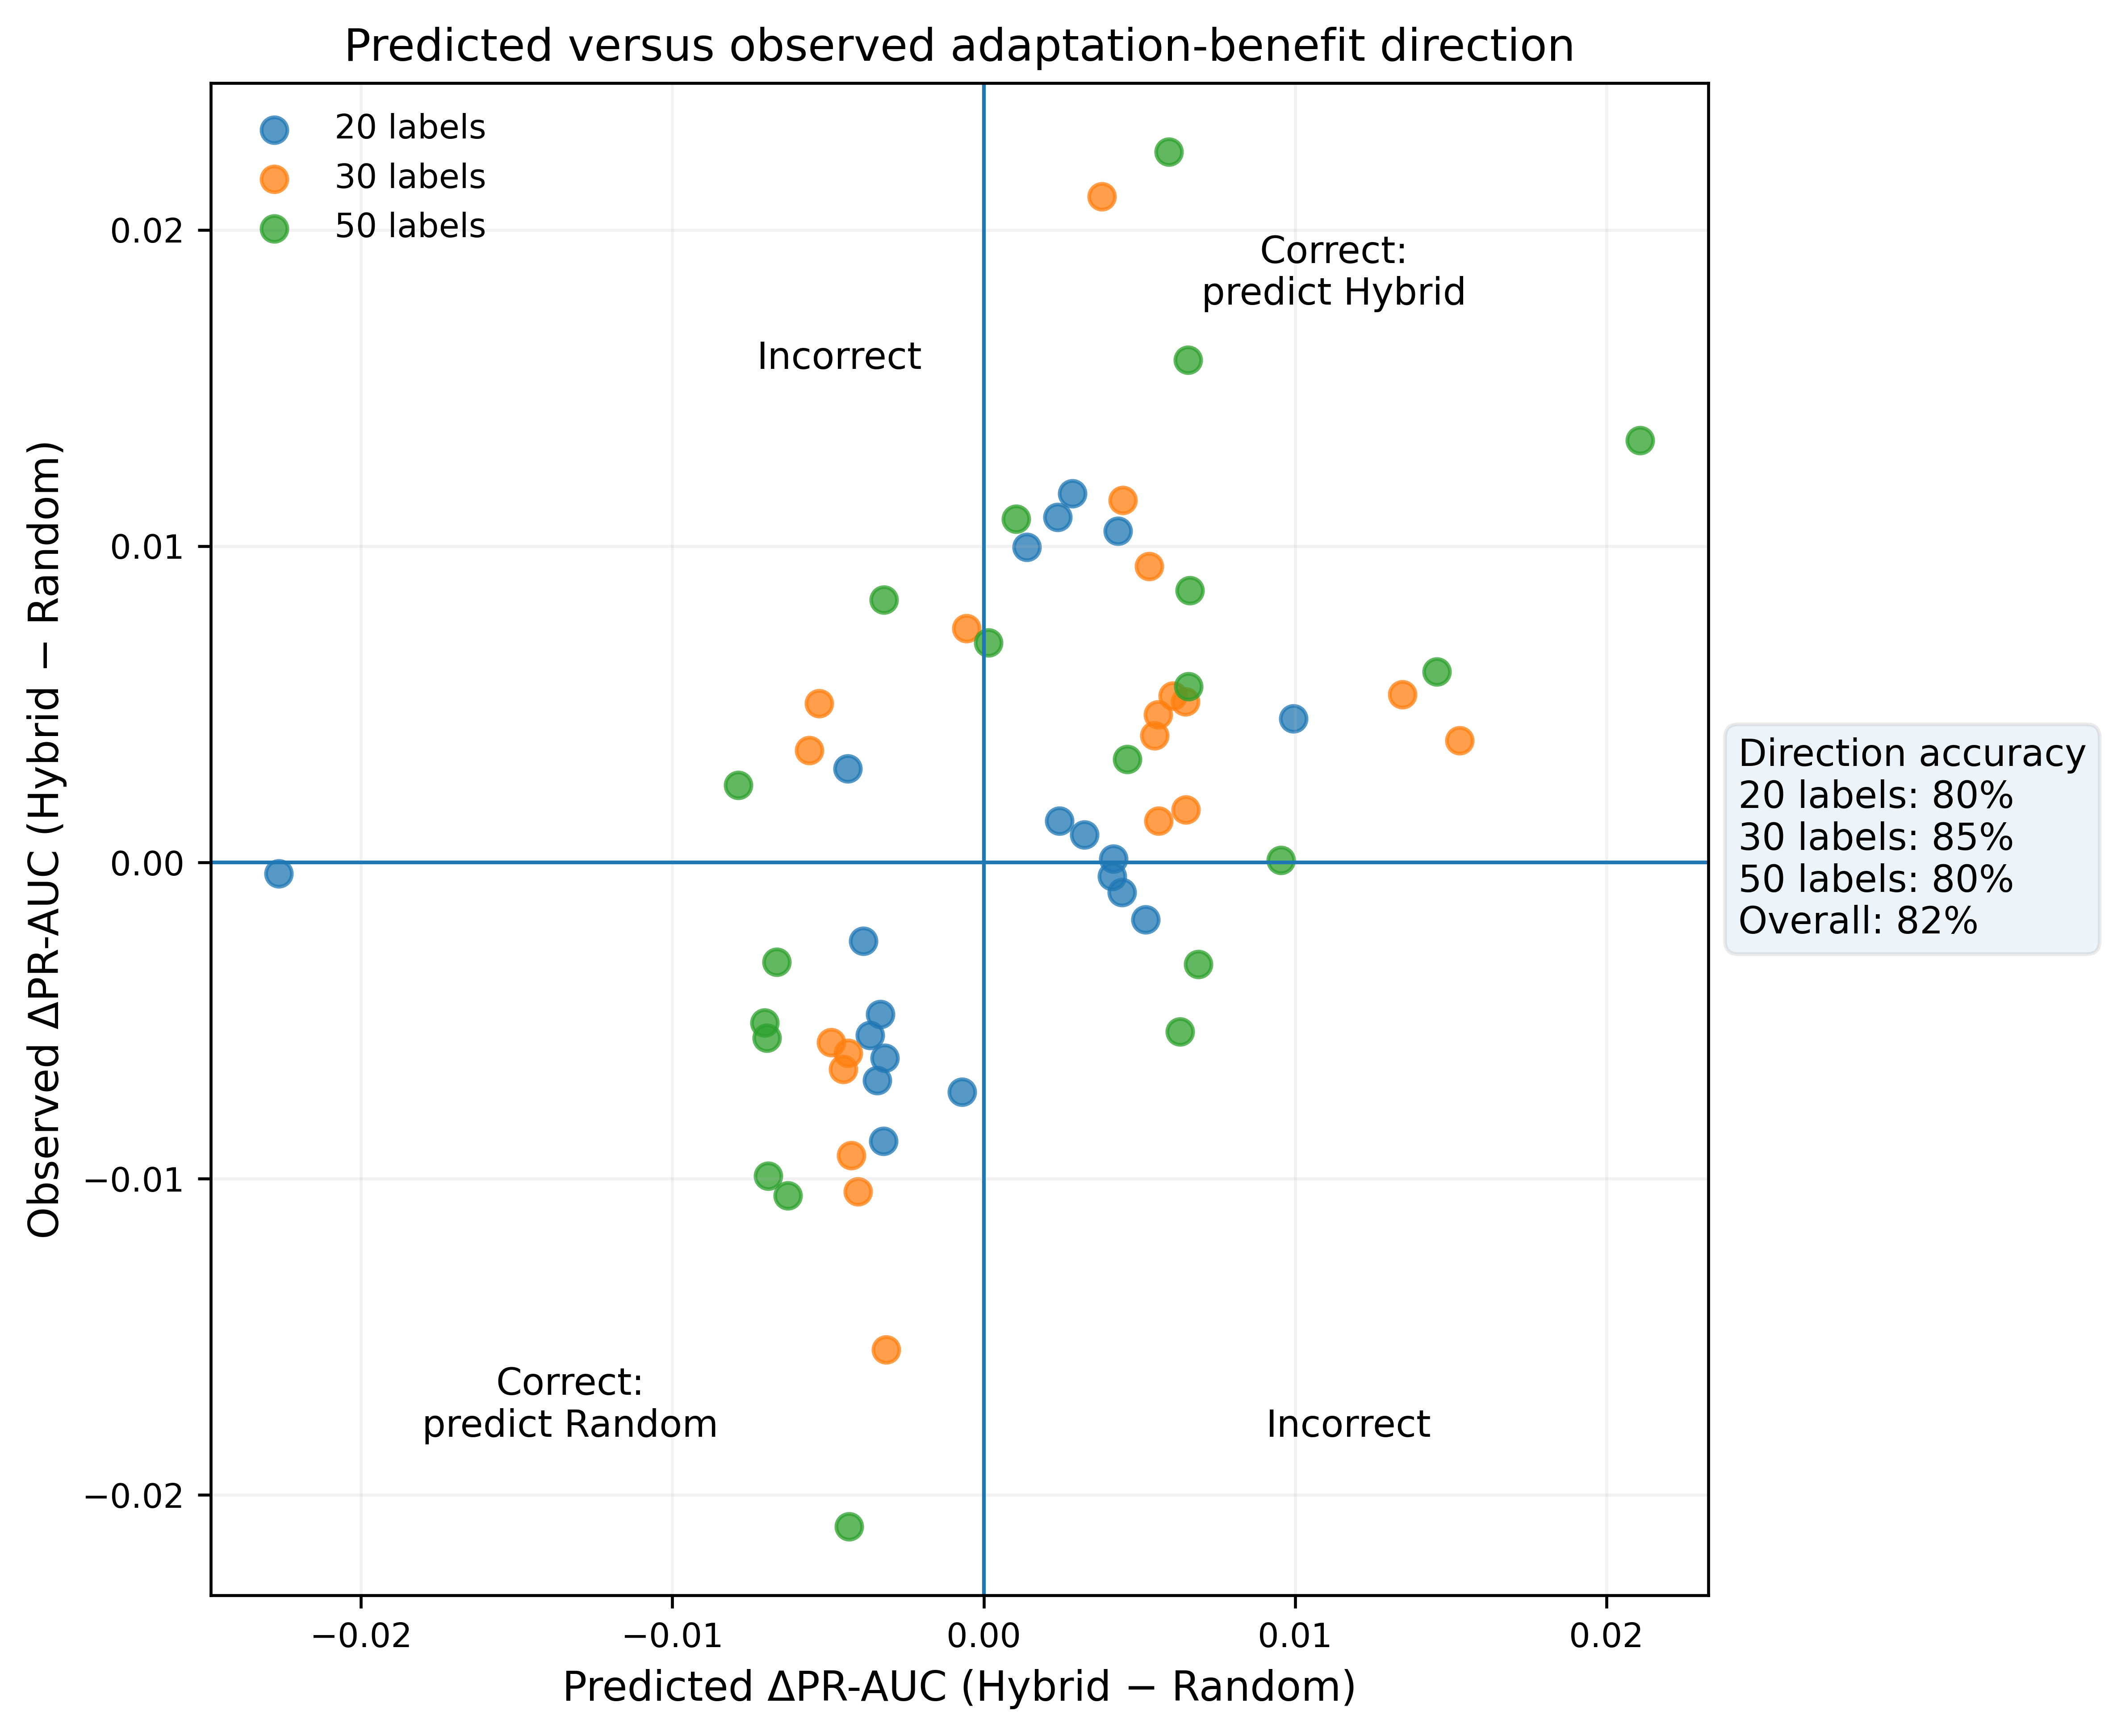 Predicted versus observed adaptation-benefit direction
20 labels
30 labels
50 labels
Correct:
predict Hybrid
Incorrect
Correct:
predict Random
Incorrect
0.02
0.01
0.00
−0.01
−0.02
Observed ΔPR-AUC (Hybrid − Random)
−0.02
−0.01
0.00
0.01
0.02
Predicted ΔPR-AUC (Hybrid − Random)
Direction accuracy
20 labels: 80%
30 labels: 85%
50 labels: 80%
Overall: 82%